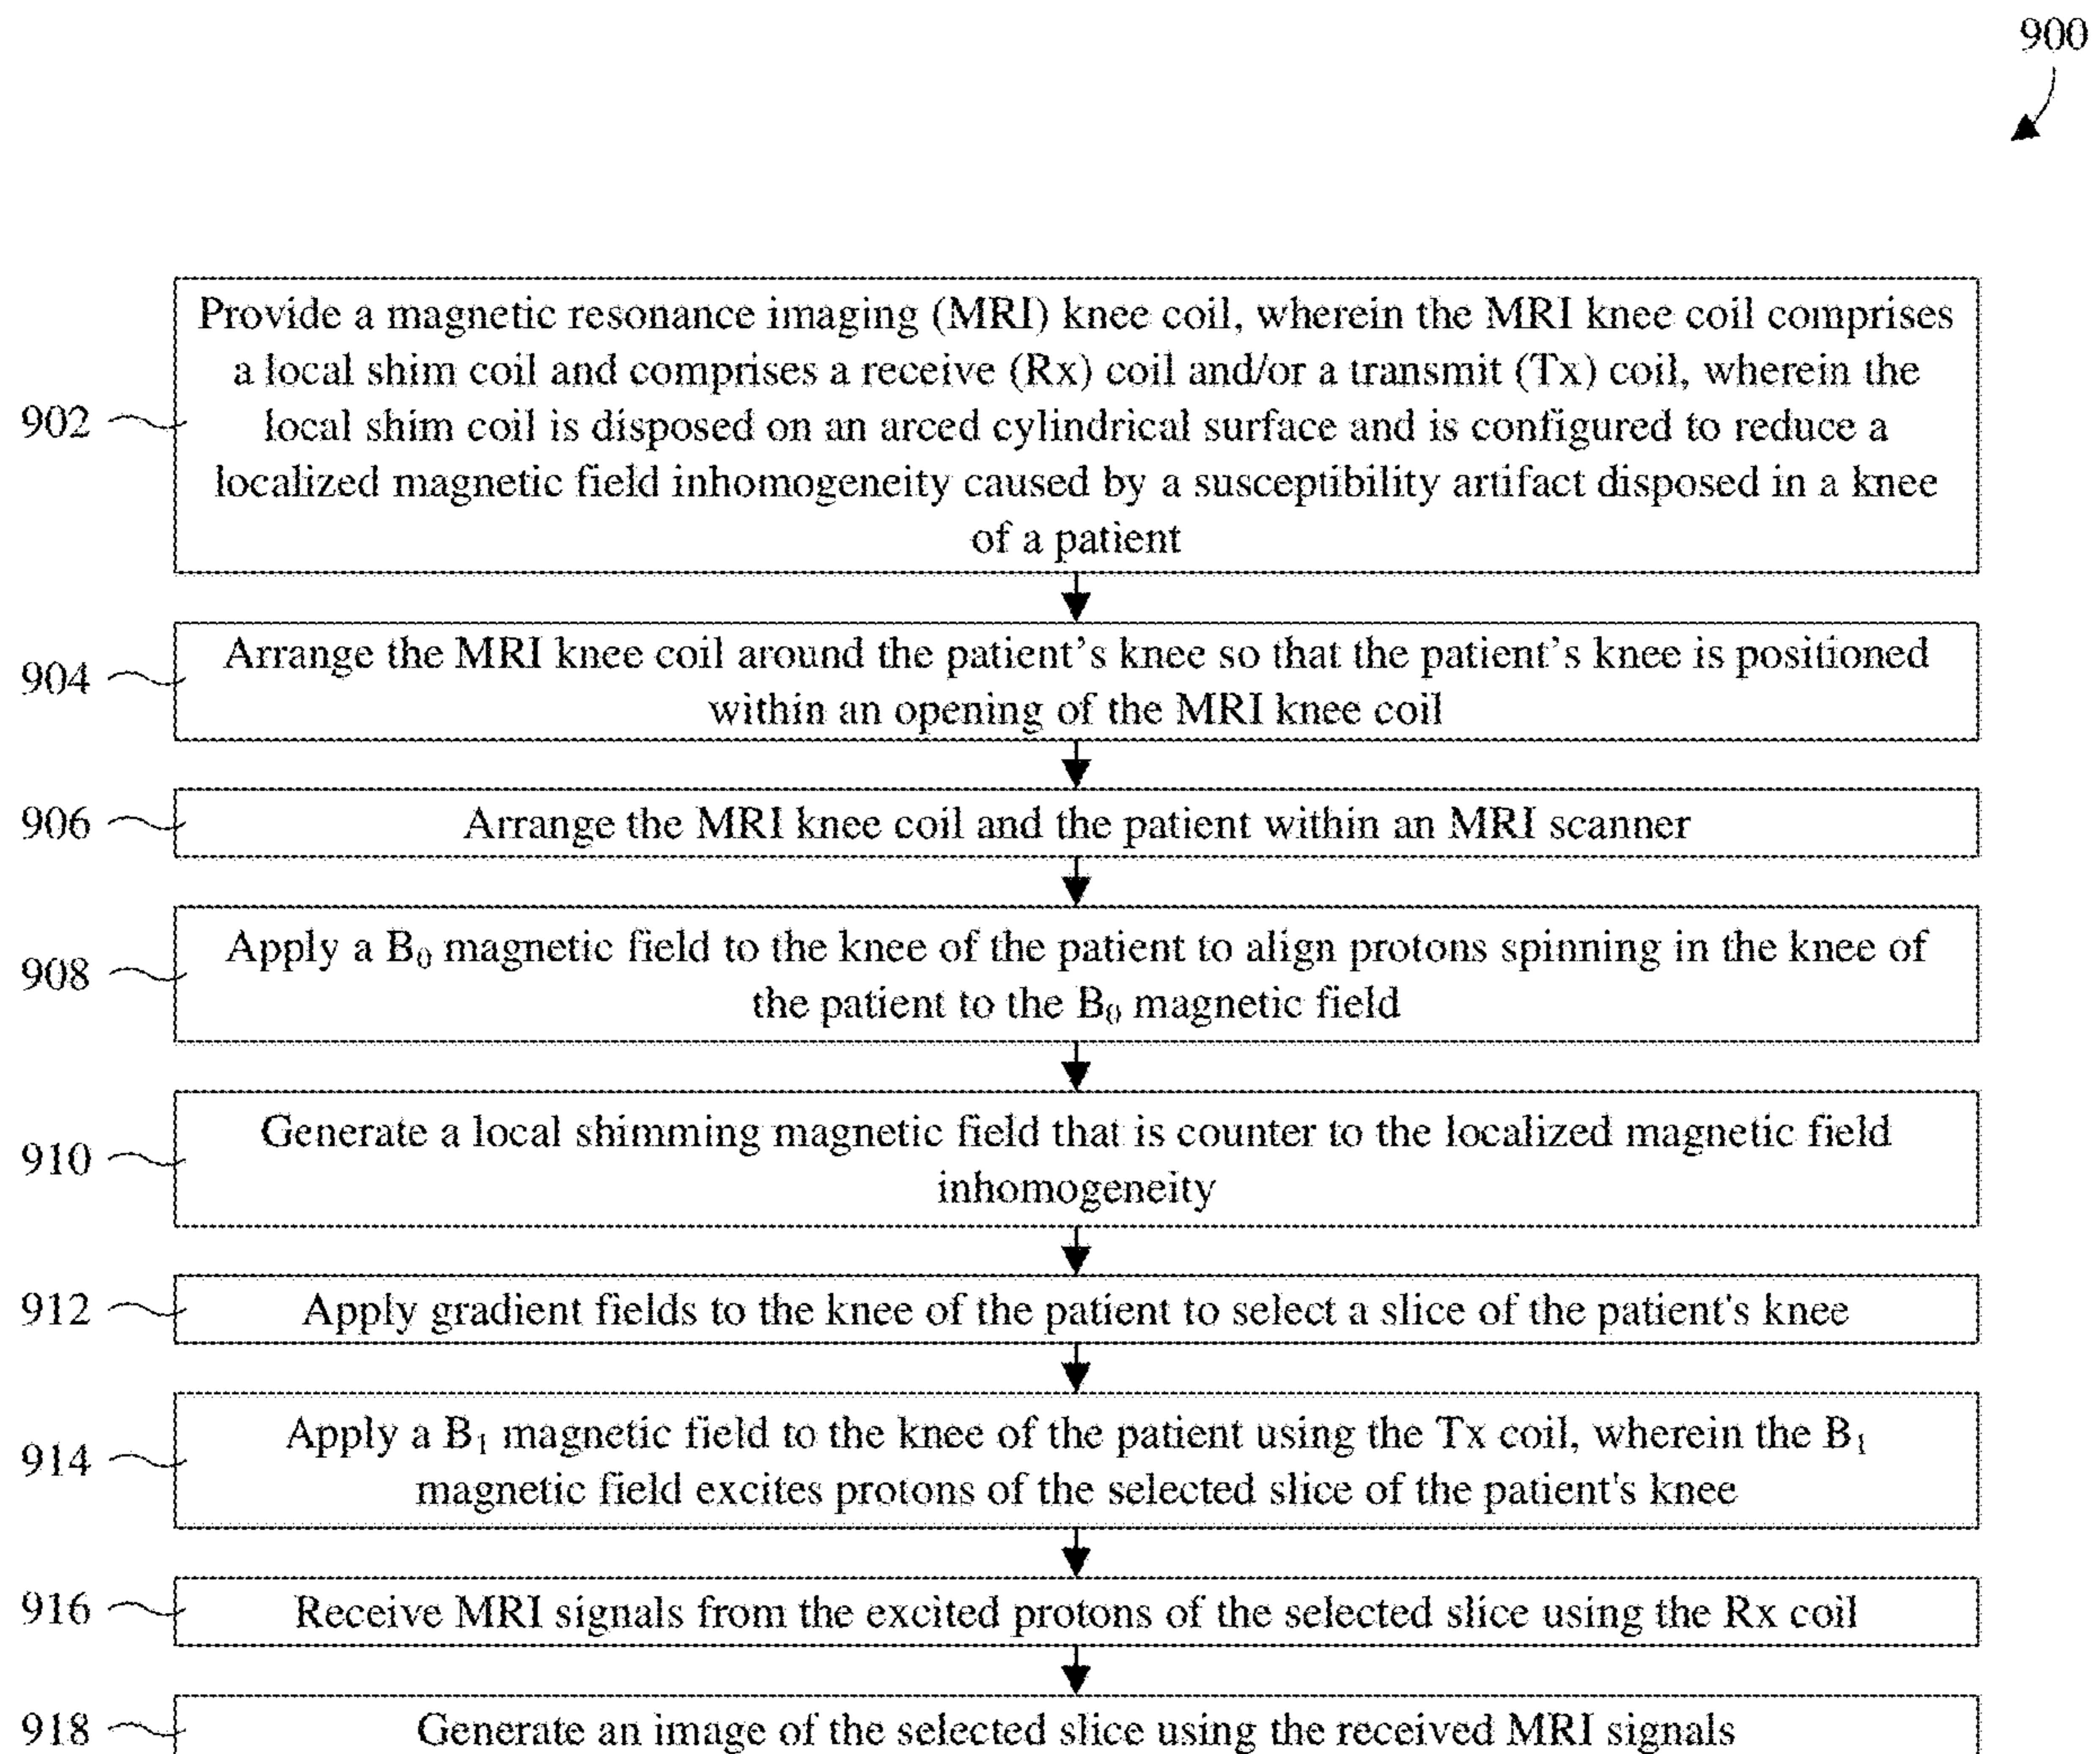 900
Provide a magnetic resonance imaging (MRI) knee coil, wherein the MRI knee coil comprises
a local shim coil and comprises a receive (Rx) coil and/or a transmit (Tx) coil, wherein the
902
local shim coil is disposed on an arced cylindrical surface and is configured to reduce a
localized magnetic field inhomogeneity caused by a susceptibility artifact disposed in a knee
of a patient
904
Arrange the MRI knee coil around the patient’s knee so that the patient’s knee is positioned
within an opening of the MRI knee coil
906
Arrange the MRI knee coil and the patient within an MRI scanner
908
Apply a B₀ magnetic field to the knee of the patient to align protons spinning in the knee of
the patient to the B₀ magnetic field
910
Generate a local shimming magnetic field that is counter to the localized magnetic field
inhomogeneity
912
Apply gradient fields to the knee of the patient to select a slice of the patient's knee
914
Apply a B₁ magnetic field to the knee of the patient using the Tx coil, wherein the B₁
magnetic field excites protons of the selected slice of the patient's knee
916
Receive MRI signals from the excited protons of the selected slice using the Rx coil
918
Generate an image of the selected slice using the received MRI signals